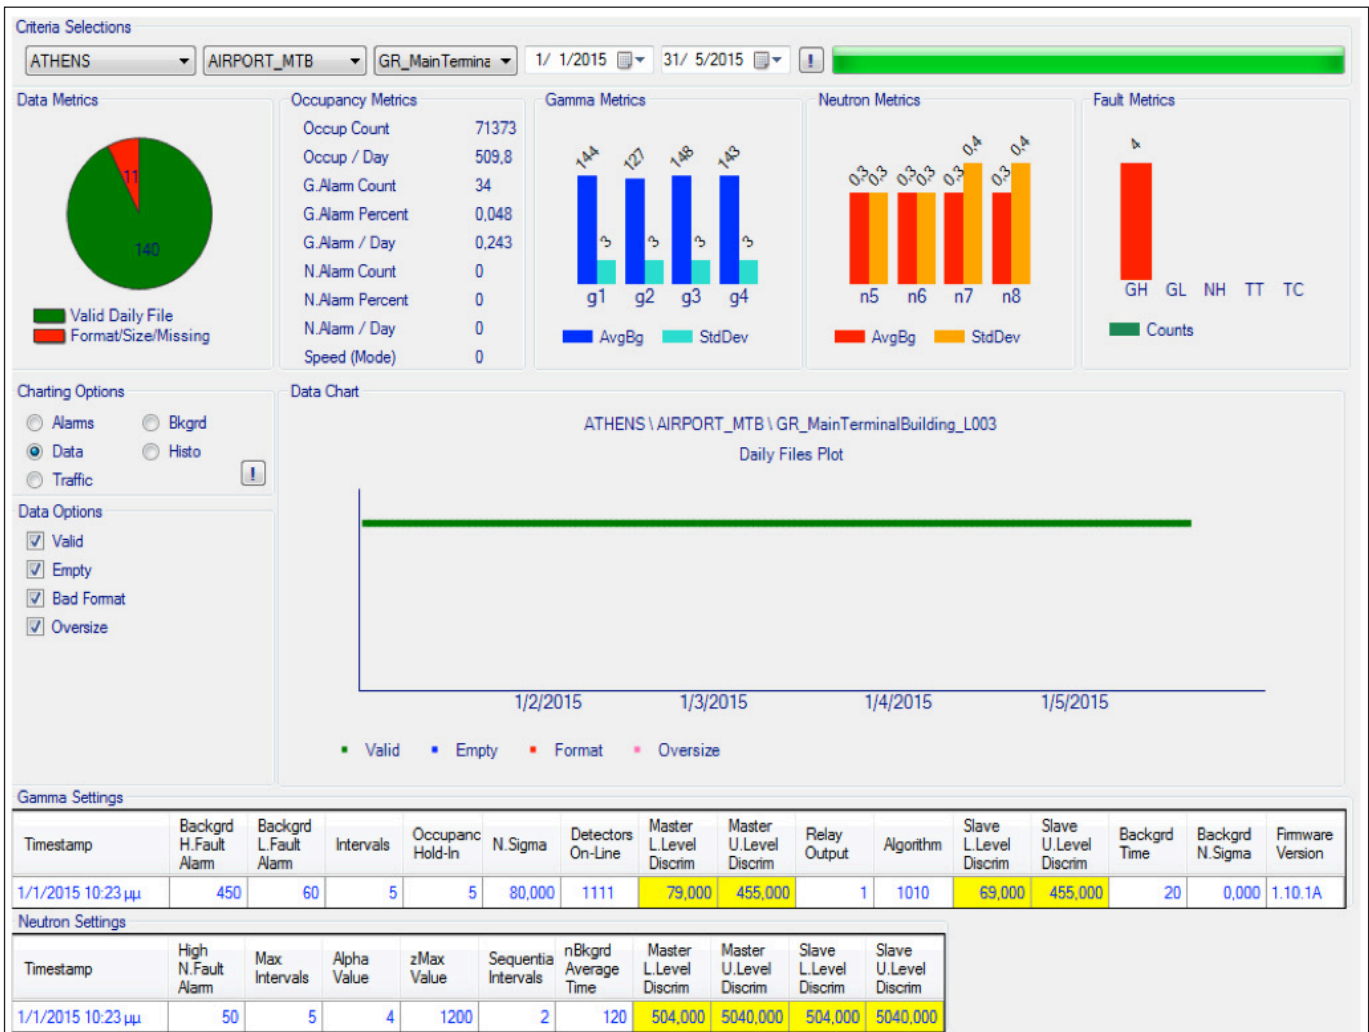 Criteria Selections
ATHENS AIRPORT_MTB GR_MainTermina 1/ 1/2015 31/ 5/2015 !
Data Metrics
11
140
Valid Daily File
Format/Size/Missing
Occupancy Metrics
Occup Count 71373
Occup / Day 509,8
G.Alarm Count 34
G.Alarm Percent 0,048
G.Alarm / Day 0,243
N.Alarm Count 0
N.Alarm Percent 0
N.Alarm / Day 0
Speed (Mode) 0
Gamma Metrics
144 127 148 143
3 3 3 3
g1 g2 g3 g4
AvgBg StdDev
Neutron Metrics
0,3 0,3 0,3 0,3 0,3 0,4 0,3 0,4
n5 n6 n7 n8
AvgBg StdDev
Fault Metrics
4
GH GL NH TT TC
Counts
Charting Options
Alarms Bkgrd
Data Histo
Traffic !
Data Options
Valid
Empty
Bad Format
Oversize
Data Chart
ATHENS \ AIRPORT_MTB \ GR_MainTerminalBuilding_L003
Daily Files Plot
1/2/2015 1/3/2015 1/4/2015 1/5/2015
Valid Empty Format Oversize
Gamma Settings
Timestamp Backgrd H.Fault Alarm Backgrd L.Fault Alarm Intervals Occupanc Hold-In N.Sigma Detectors On-Line Master L.Level Discrim Master U.Level Discrim Relay Output Algorithm Slave L.Level Discrim Slave U.Level Discrim Backgrd Time Backgrd N.Sigma Firmware Version
1/1/2015 10:23 μμ 450 60 5 5 80,000 1111 79,000 455,000 1 1010 69,000 455,000 20 0,000 1.10.1A
Neutron Settings
Timestamp High N.Fault Alarm Max Intervals Alpha Value zMax Value Sequentia Intervals nBkgrd Average Time Master L.Level Discrim Master U.Level Discrim Slave L.Level Discrim Slave U.Level Discrim
1/1/2015 10:23 μμ 50 5 4 1200 2 120 504,000 5040,000 504,000 5040,000